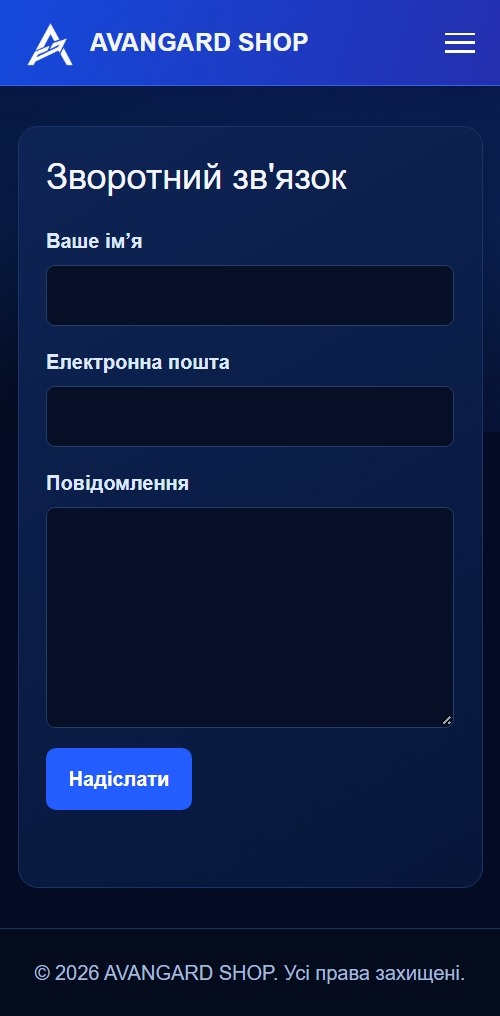 AVANGARD SHOP
Зворотний зв'язок
Ваше ім’я
Електронна пошта
Повідомлення
Надіслати
© 2026 AVANGARD SHOP. Усі права захищені.